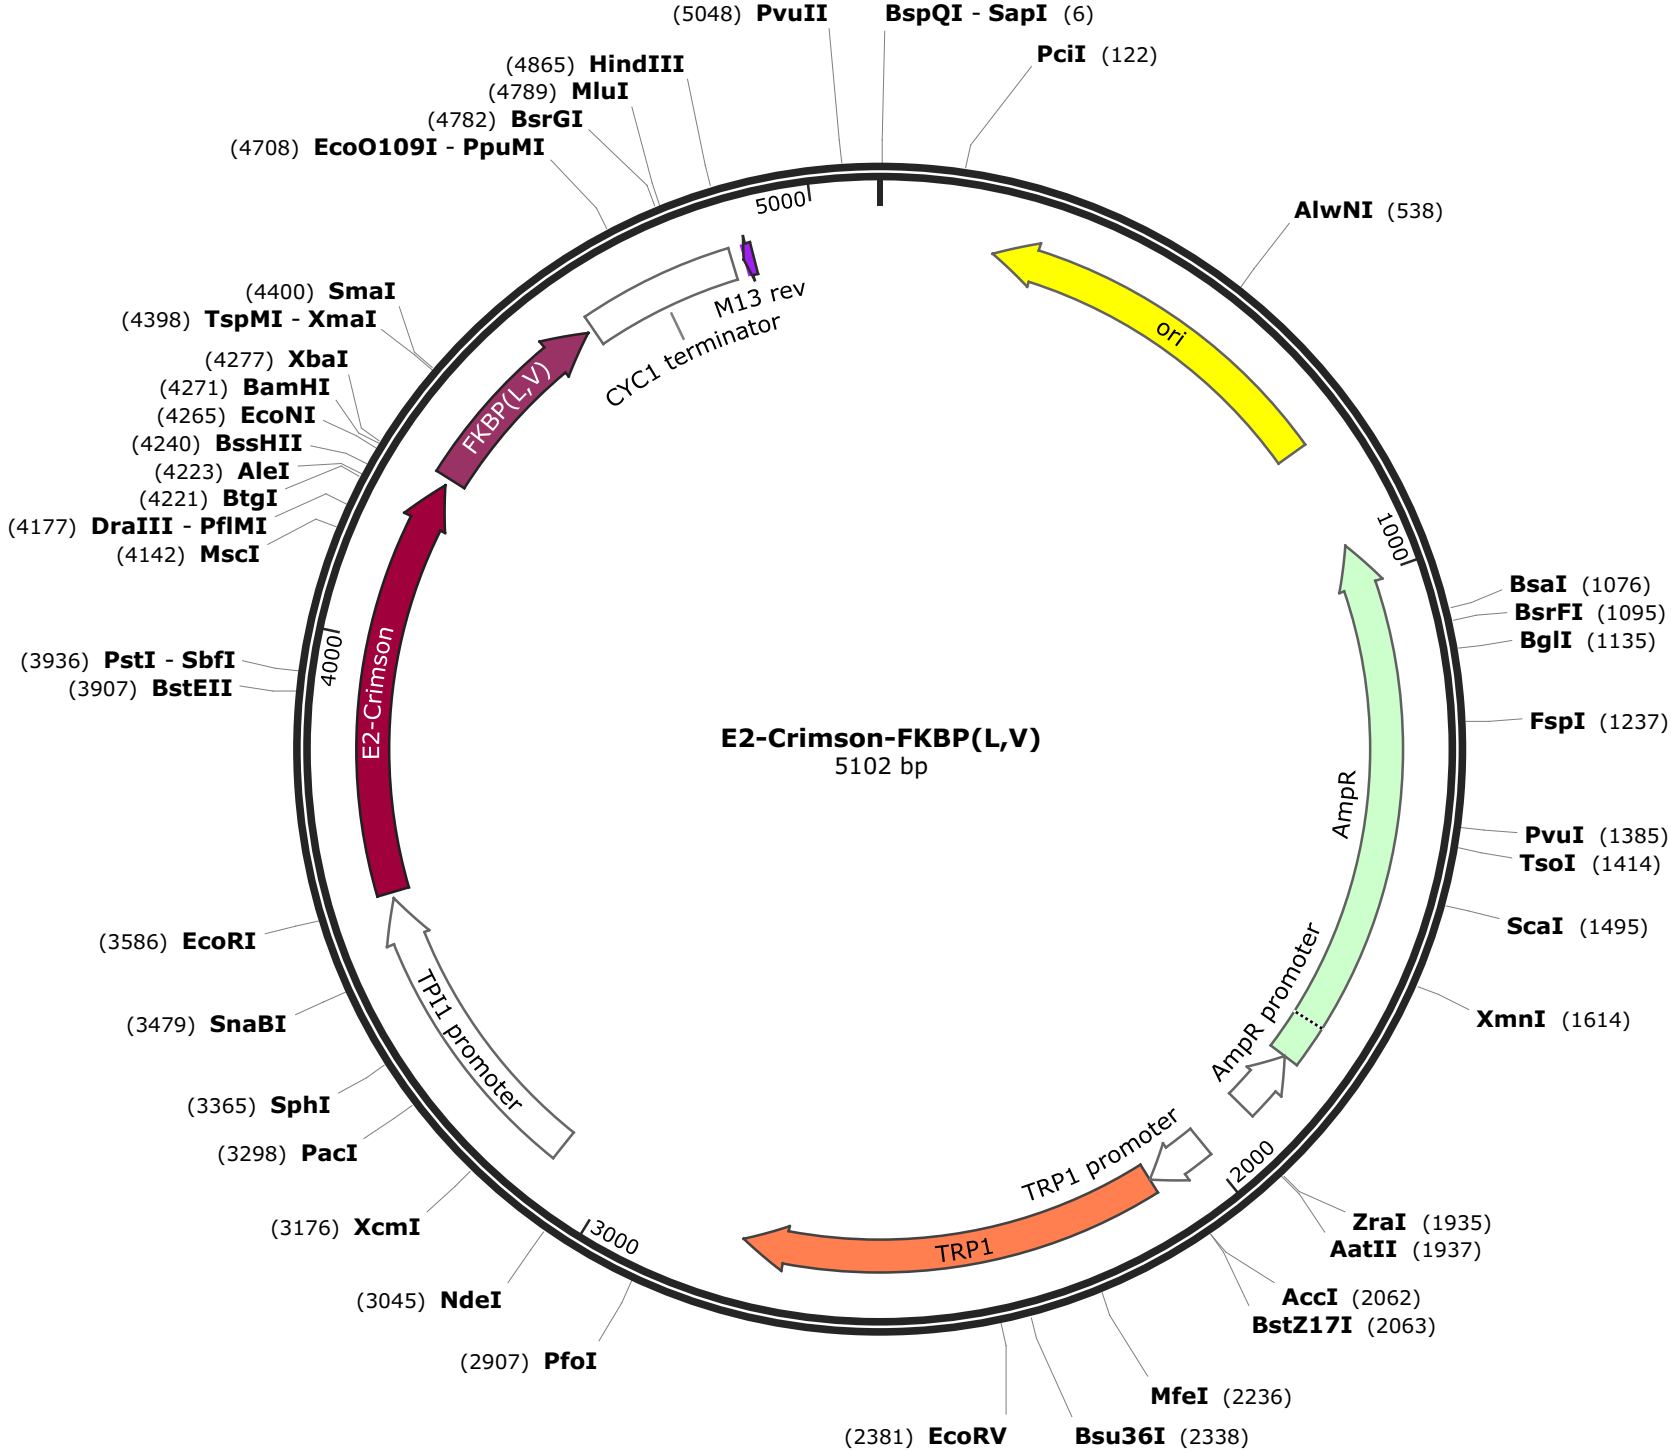 (5048) PvuII
BspQI - SapI (6)
PciI (122)
(4865) HindIII
(4789) MluI
(4782) BsrGI
(4708) EcoO109I - PpuMI
AlwNI (538)
5000
M13 rev
CYC1 terminator
ori
(4400) SmaI
(4398) TspMI - XmaI
(4277) XbaI
(4271) BamHI
(4265) EcoNI
(4240) BssHII
(4223) AleI
(4221) BtgI
(4177) DraIII - PflMI
(4142) MscI
FKBP(L,V)
1000
BsaI (1076)
BsrFI (1095)
BglI (1135)
(3936) PstI - SbfI
(3907) BstEII
4000
E2-Crimson
E2-Crimson-FKBP(L,V)
5102 bp
FspI (1237)
AmpR
PvuI (1385)
TsoI (1414)
ScaI (1495)
XmnI (1614)
AmpR promoter
(3586) EcoRI
(3479) SnaBI
(3365) SphI
(3298) PacI
(3176) XcmI
(3045) NdeI
(2907) PfoI
TPI1 promoter
3000
TRP1 promoter
TRP1
2000
ZraI (1935)
AatII (1937)
AccI (2062)
BstZ17I (2063)
MfeI (2236)
(2381) EcoRV
Bsu36I (2338)